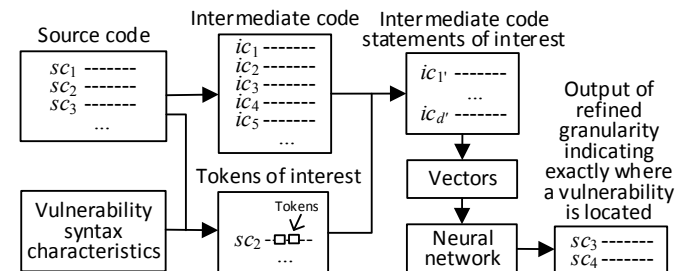 Source code
sc1 --------
sc2 --------
sc3 --------
...
Vulnerability
syntax
characteristics
Intermediate code
ic1 --------
ic2 --------
ic3 --------
ic4 --------
ic5 --------
...
Tokens of interest
Tokens
sc2 --
...
Intermediate code
statements of interest
ic1' --------
...
icd' --------
Vectors
Neural
network
Output of
refined
granularity
indicating
exactly where
a vulnerability
is located
sc3 --------
sc4 --------